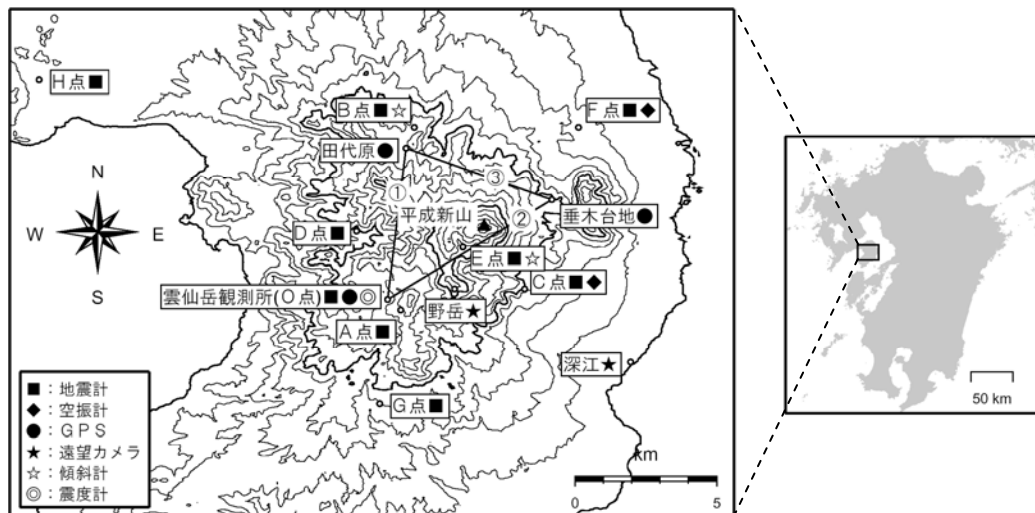 H点■
B点■☆
F点■◆
田代原●
N
③
①
平成新山
②
垂木台地●
W
E
D点■
E点■☆
S
C点■◆
雲仙岳観測所(O点)■●◎
野岳★
A点■
深江★
G点■
km
0
5
■：地震計
◆：空振計
●：GPS
★：遠望カメラ
☆：傾斜計
◎：震度計
50 km